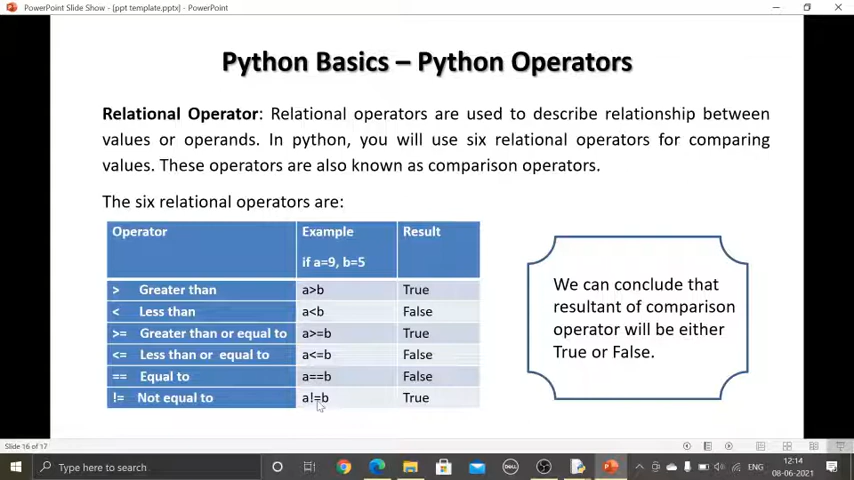 PowerPoint Slide Show - [ppt template.pptx] - PowerPoint
Python Basics – Python Operators
Relational Operator: Relational operators are used to describe relationship between
values or operands. In python, you will use six relational operators for comparing
values. These operators are also known as comparison operators.
The six relational operators are:
Operator Example Result
if a=9, b=5
> Greater than a>b True
< Less than a<b False
>= Greater than or equal to a>=b True
<= Less than or equal to a<=b False
== Equal to a==b False
!= Not equal to a!=b True
We can conclude that
resultant of comparison
operator will be either
True or False.
Slide 16 of 17
Type here to search
DELL
ENG
12:14
08-06-2021